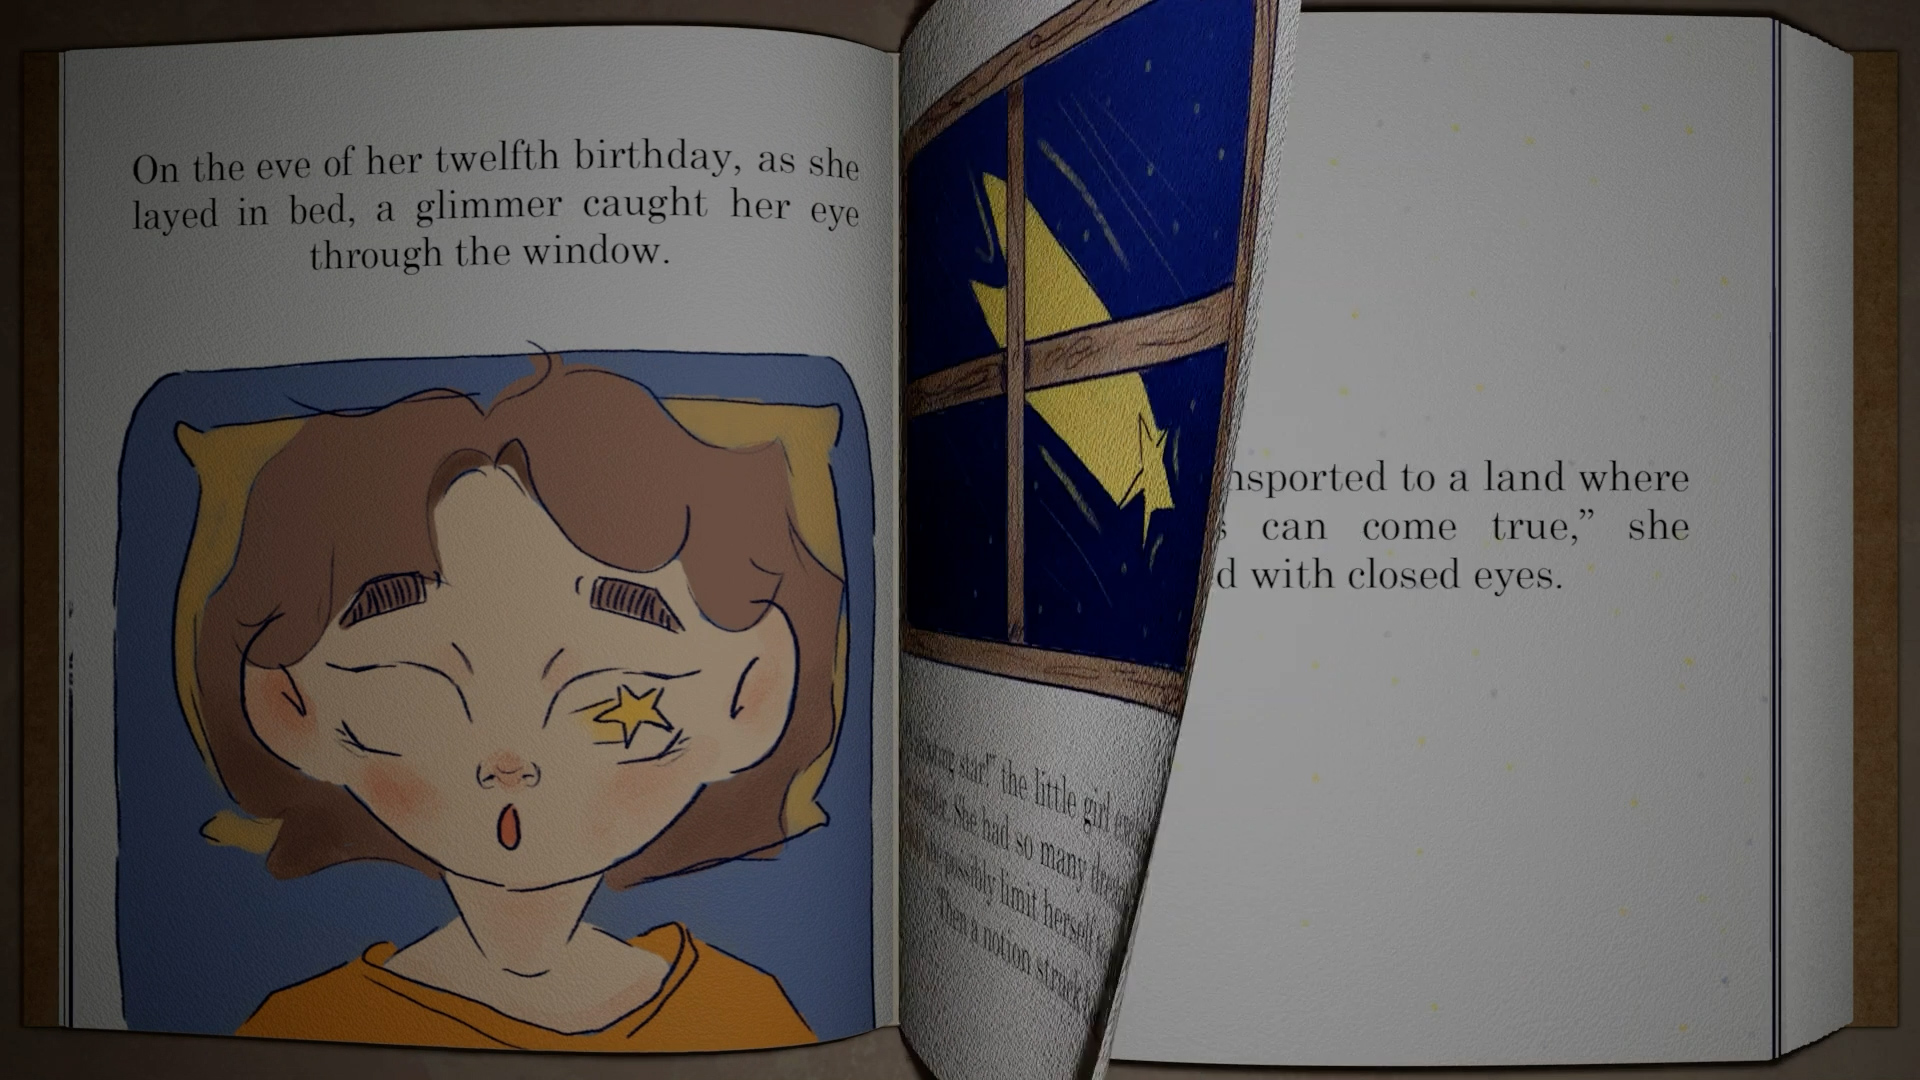 On the eve of her twelfth birthday, as she
layed in bed, a glimmer caught her eye
through the window.
star!” the little girl
She had so many
possibly limit herself
Then a notion struck
to a land where
can come true,” she
with closed eyes.